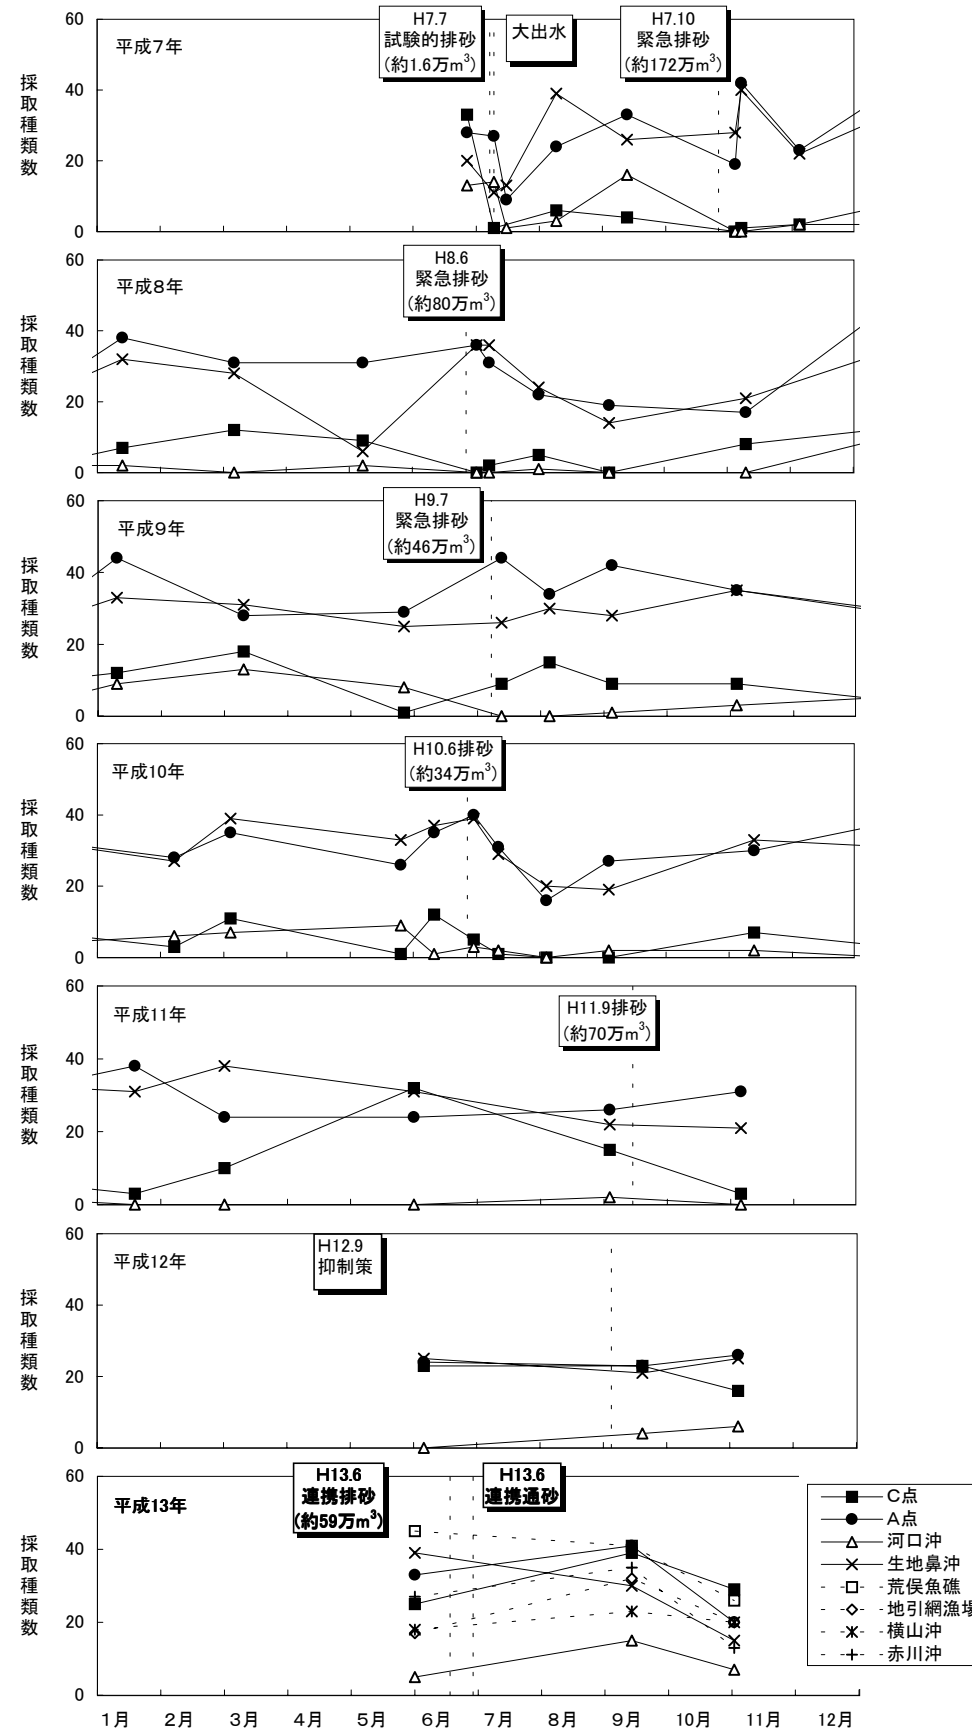 平成7年
H7.7
試験的排砂
(約1.6万m³)
大出水
H7.10
緊急排砂
(約172万m³)
採取種類数
60
40
20
0
平成8年
H8.6
緊急排砂
(約80万m³)
採取種類数
60
40
20
0
平成9年
H9.7
緊急排砂
(約46万m³)
採取種類数
60
40
20
0
平成10年
H10.6排砂
(約34万m³)
採取種類数
60
40
20
0
平成11年
H11.9排砂
(約70万m³)
採取種類数
60
40
20
0
平成12年
H12.9
抑制策
採取種類数
60
40
20
0
平成13年
H13.6
連携排砂
(約59万m³)
H13.6
連携通砂
採取種類数
60
40
20
0
1月 2月 3月 4月 5月 6月 7月 8月 9月 10月 11月 12月
C点
A点
河口沖
生地鼻沖
荒俣魚礁
地引網漁場
横山沖
赤川沖